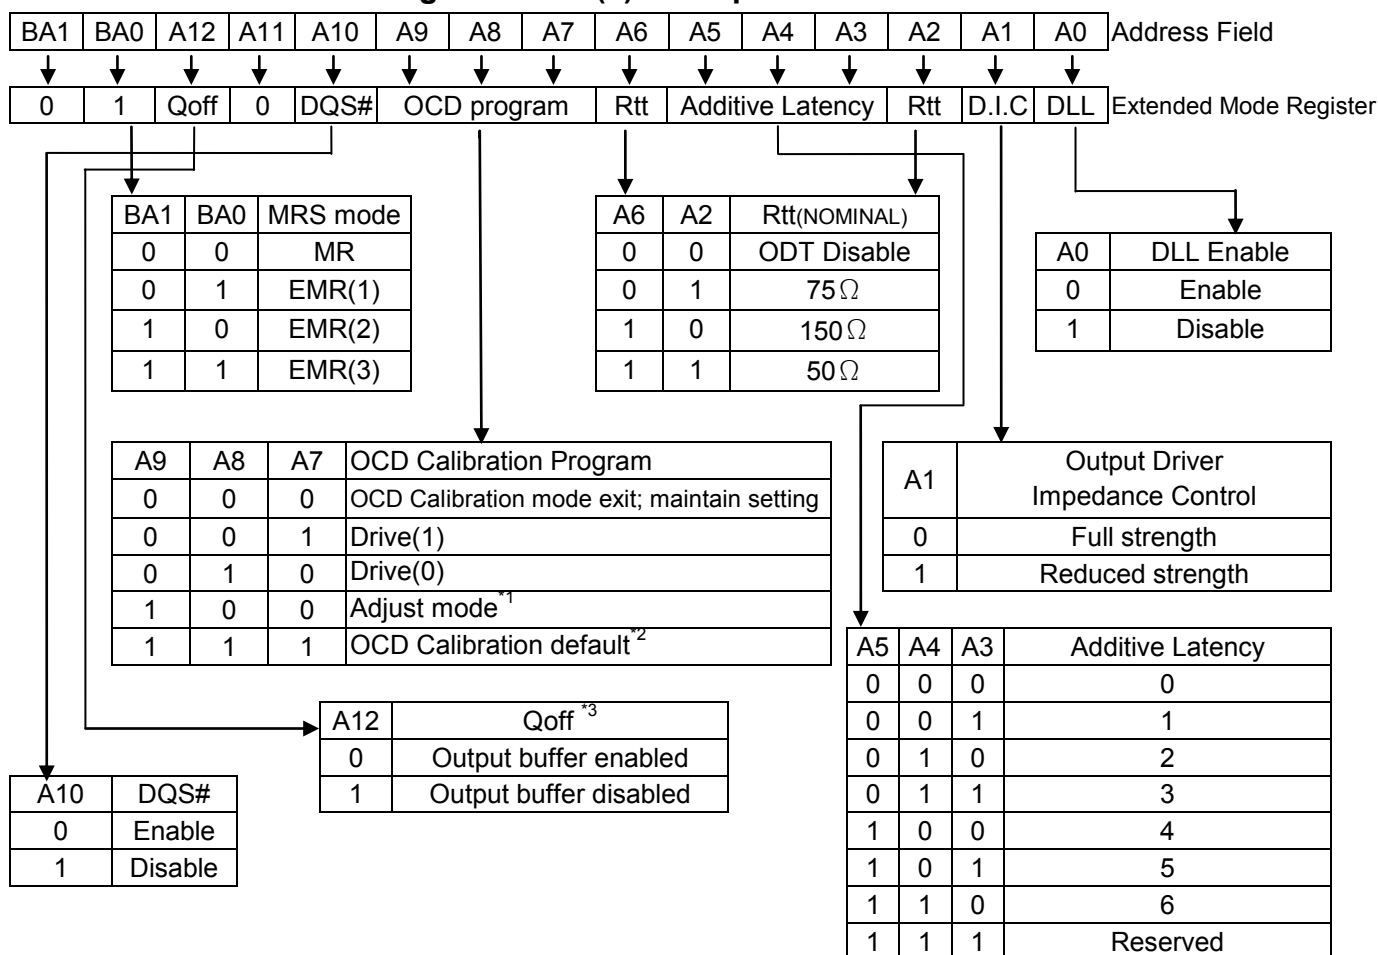 BA1 BA0 A12 A11 A10 A9 A8 A7 A6 A5 A4 A3 A2 A1 A0 Address Field
0 1 Qoff 0 DQS# OCD program Rtt Additive Latency Rtt D.I.C DLL Extended Mode Register
BA1 BA0 MRS mode
0 0 MR
0 1 EMR(1)
1 0 EMR(2)
1 1 EMR(3)
A6 A2 Rtt(NOMINAL)
0 0 ODT Disable
0 1 75Ω
1 0 150Ω
1 1 50Ω
A0 DLL Enable
0 Enable
1 Disable
A9 A8 A7 OCD Calibration Program
0 0 0 OCD Calibration mode exit; maintain setting
0 0 1 Drive(1)
0 1 0 Drive(0)
1 0 0 Adjust mode*1
1 1 1 OCD Calibration default*2
A1 Output Driver
Impedance Control
0 Full strength
1 Reduced strength
A12 Qoff *3
0 Output buffer enabled
1 Output buffer disabled
A10 DQS#
0 Enable
1 Disable
A5 A4 A3 Additive Latency
0 0 0 0
0 0 1 1
0 1 0 2
0 1 1 3
1 0 0 4
1 0 1 5
1 1 0 6
1 1 1 Reserved